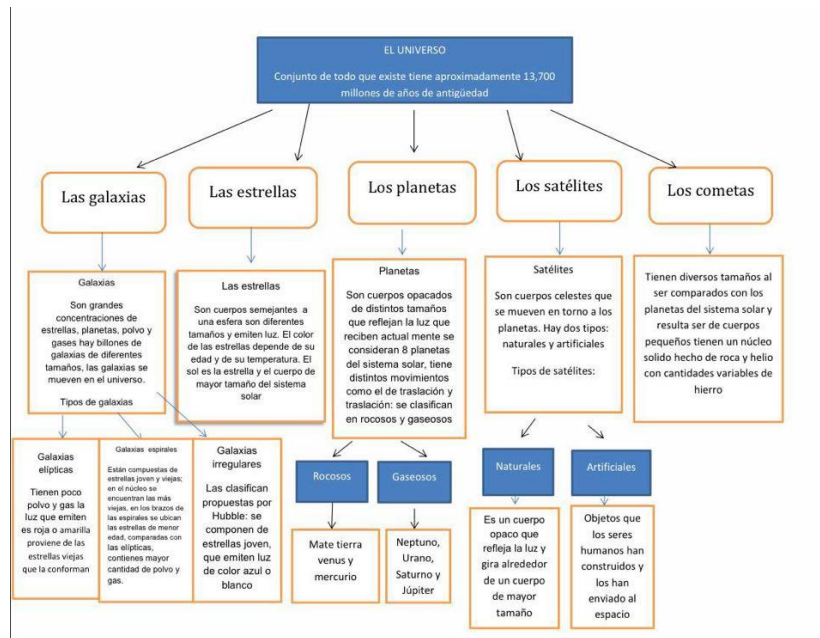 EL UNIVERSO
Conjunto de todo que existe tiene aproximadamente 13,700
millones de años de antigüedad
Las galaxias
Las estrellas
Los planetas
Los satélites
Los cometas
Galaxias
Son grandes
concentraciones de
estrellas, planetas, polvo y
gases hay billones de
galaxias de diferentes
tamaños, las galaxias se
mueven en el universo.
Tipos de galaxias
Las estrellas
Son cuerpos semejantes a
una esfera son diferentes
tamaños y emiten luz. El color
de las estrellas depende de su
edad y de su temperatura. El
sol es la estrella y el cuerpo de
mayor tamaño del sistema
solar
Planetas
Son cuerpos opacados
de distintos tamaños
que reflejan la luz que
reciben actual mente se
consideran 8 planetas
del sistema solar, tiene
distintos movimientos
como el de traslación y
traslación: se clasifican
en rocosos y gaseosos
Satélites
Son cuerpos celestes que
se mueven en torno a los
planetas. Hay dos tipos:
naturales y artificiales
Tipos de satélites:
Tienen diversos tamaños al
ser comparados con los
planetas del sistema solar y
resulta ser de cuerpos
pequeños tienen un núcleo
solido hecho de roca y helio
con cantidades variables de
hierro
Galaxias
elípticas
Tienen poco
polvo y gas la
luz que emiten
es roja o amarilla
proviene de las
estrellas viejas
que la conforman
Galaxias espirales
Están compuestas de
estrellas joven y viejas;
en el núcleo se
encuentran las más
viejas, en los brazos de
las espirales se ubican
las estrellas de menor
edad, comparadas con
las elípticas,
contienes mayor
cantidad de polvo y
gas.
Galaxias
irregulares
Las clasifican
propuestas por
Hubble: se
componen de
estrellas joven,
que emiten luz
de color azul o
blanco
Rocosos
Gaseosos
Mate tierra
venus y
mercurio
Neptuno,
Urano,
Saturno y
Júpiter
Naturales
Artificiales
Es un cuerpo
opaco que
refleja la luz y
gira alrededor
de un cuerpo
de mayor
tamaño
Objetos que
los seres
humanos han
construidos y
los han
enviado al
espacio